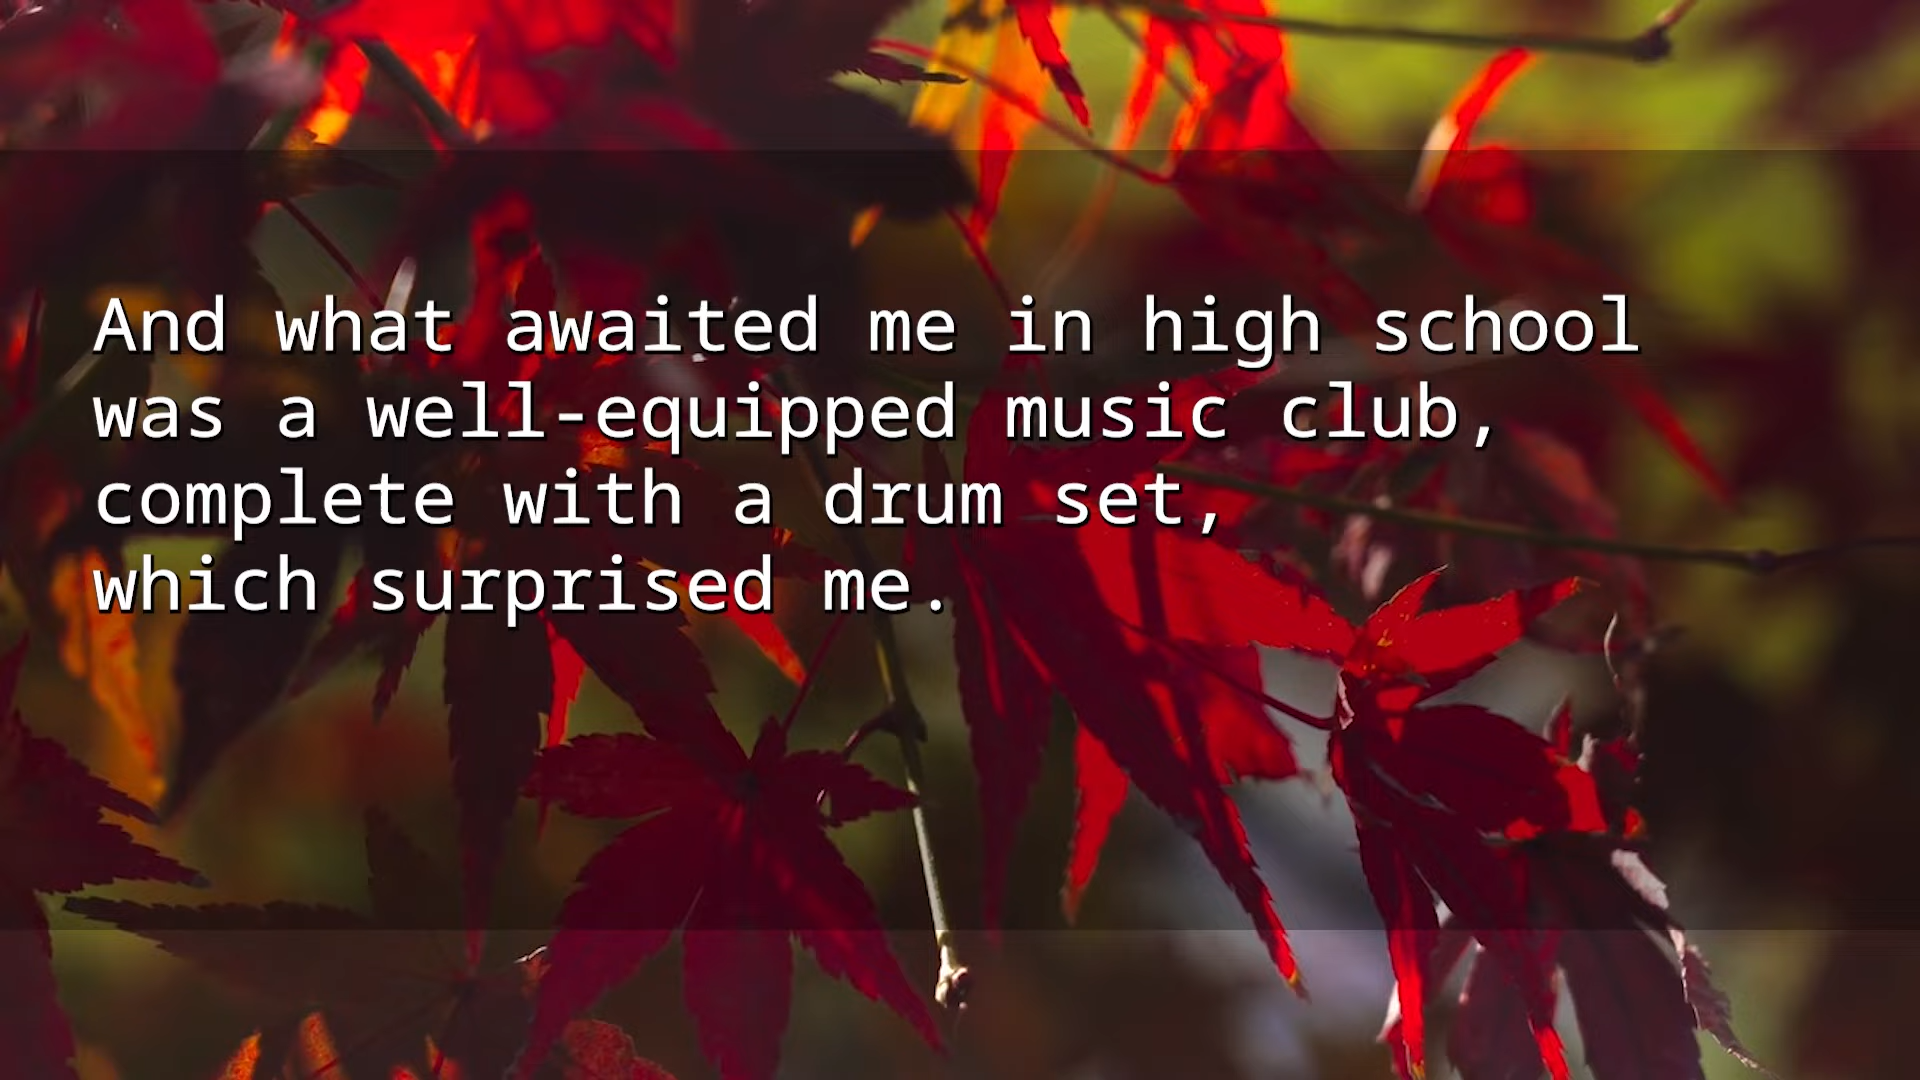 And what awaited me in high school
was a well-equipped music club,
complete with a drum set,
which surprised me.